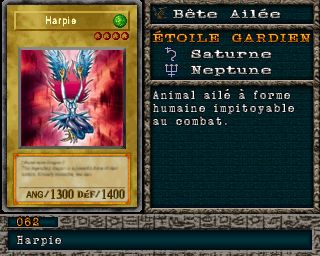 Harpie
Bête Ailée
ÉTOILE GARDIEN
Saturne
Neptune
Animal ailé à forme
humaine impitoyable
au combat.
ANG/1300 DéF/1400
062
Harpie